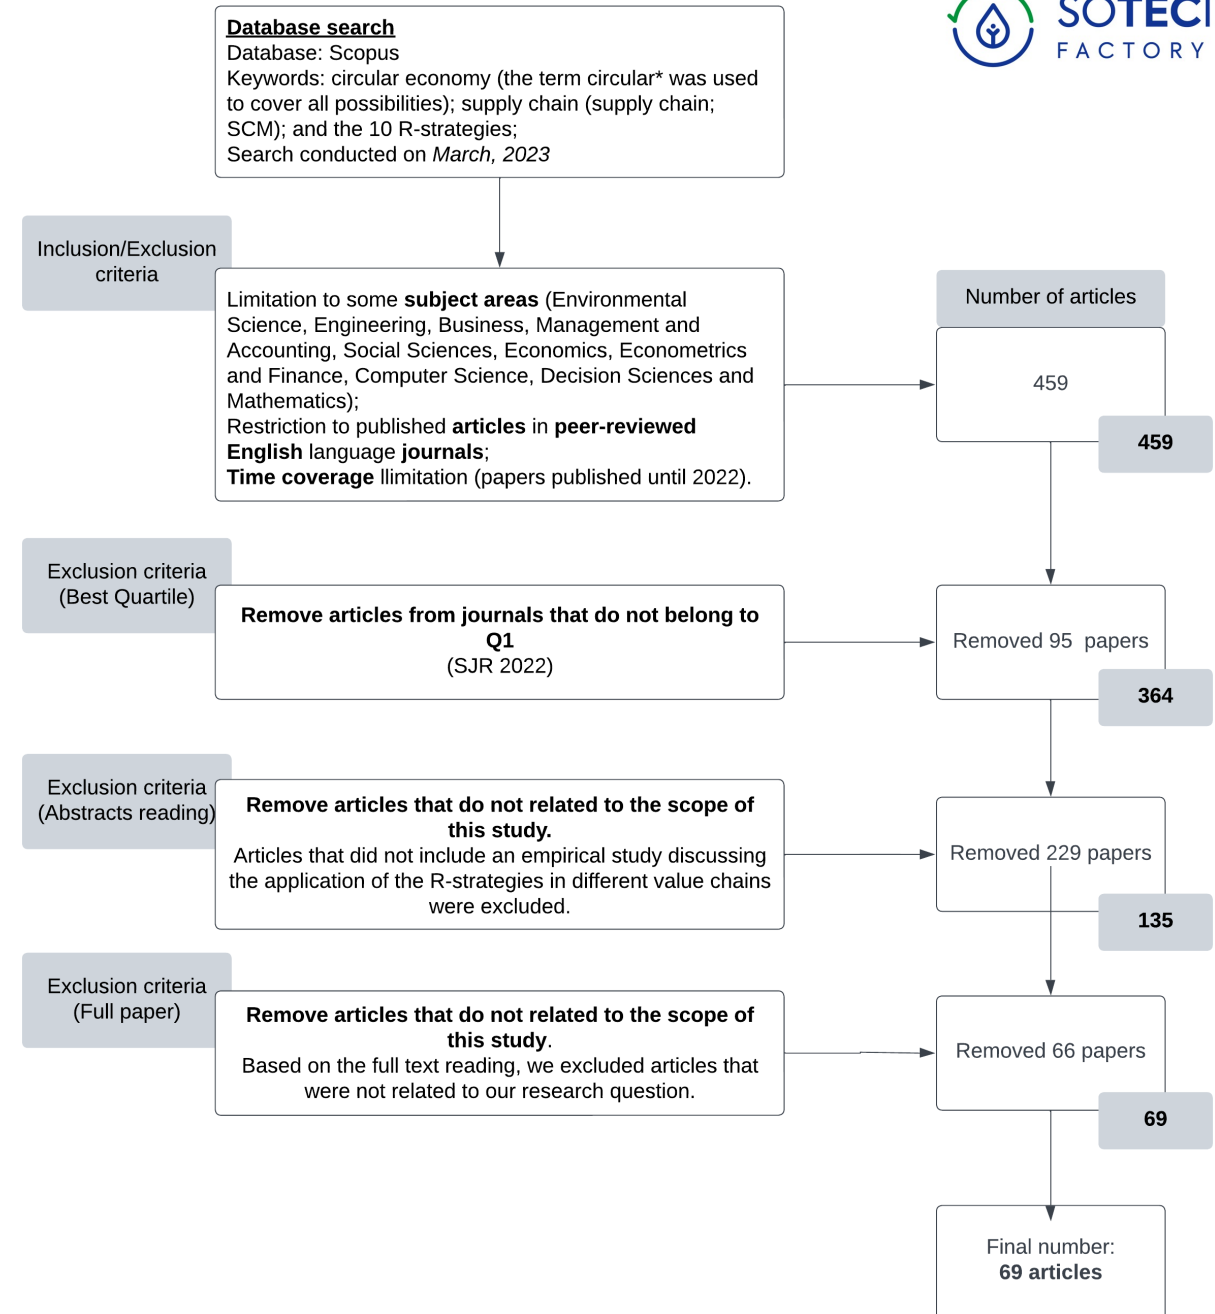 Database search
Database: Scopus
Keywords: circular economy (the term circular* was used
to cover all possibilities); supply chain (supply chain;
SCM); and the 10 R-strategies;
Search conducted on March, 2023
SOTECI
FACTORY
Inclusion/Exclusion
criteria
Limitation to some subject areas (Environmental
Science, Engineering, Business, Management and
Accounting, Social Sciences, Economics, Econometrics
and Finance, Computer Science, Decision Sciences and
Mathematics);
Restriction to published articles in peer-reviewed
English language journals;
Time coverage llimitation (papers published until 2022).
Number of articles
459
459
Exclusion criteria
(Best Quartile)
Remove articles from journals that do not belong to
Q1
(SJR 2022)
Removed 95  papers
364
Exclusion criteria
(Abstracts reading)
Remove articles that do not related to the scope of
this study.
Articles that did not include an empirical study discussing
the application of the R-strategies in different value chains
were excluded.
Removed 229 papers
135
Exclusion criteria
(Full paper)
Remove articles that do not related to the scope of
this study.
Based on the full text reading, we excluded articles that
were not related to our research question.
Removed 66 papers
69
Final number:
69 articles